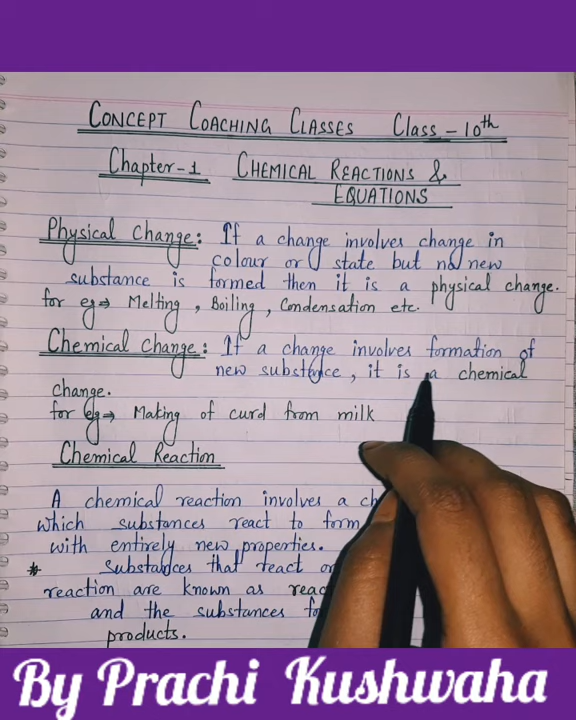 CONCEPT COACHING CLASSES Class - 10th
Chapter-1 CHEMICAL REACTIONS &
EQUATIONS
Physical Change: If a change involves change in
colour or state but no new
substance is formed then it is a physical change.
for eg⇒ Melting, Boiling, Condensation etc.
Chemical Change: If a change involves formation of
new substance, it is a chemical
change.
for eg⇒ Making of curd from milk
Chemical Reaction
A chemical reaction involves a
which substances react to form
with entirely new properties.
* Substances that react
reaction are known as
and the substances
products.
By Prachi Kushwaha